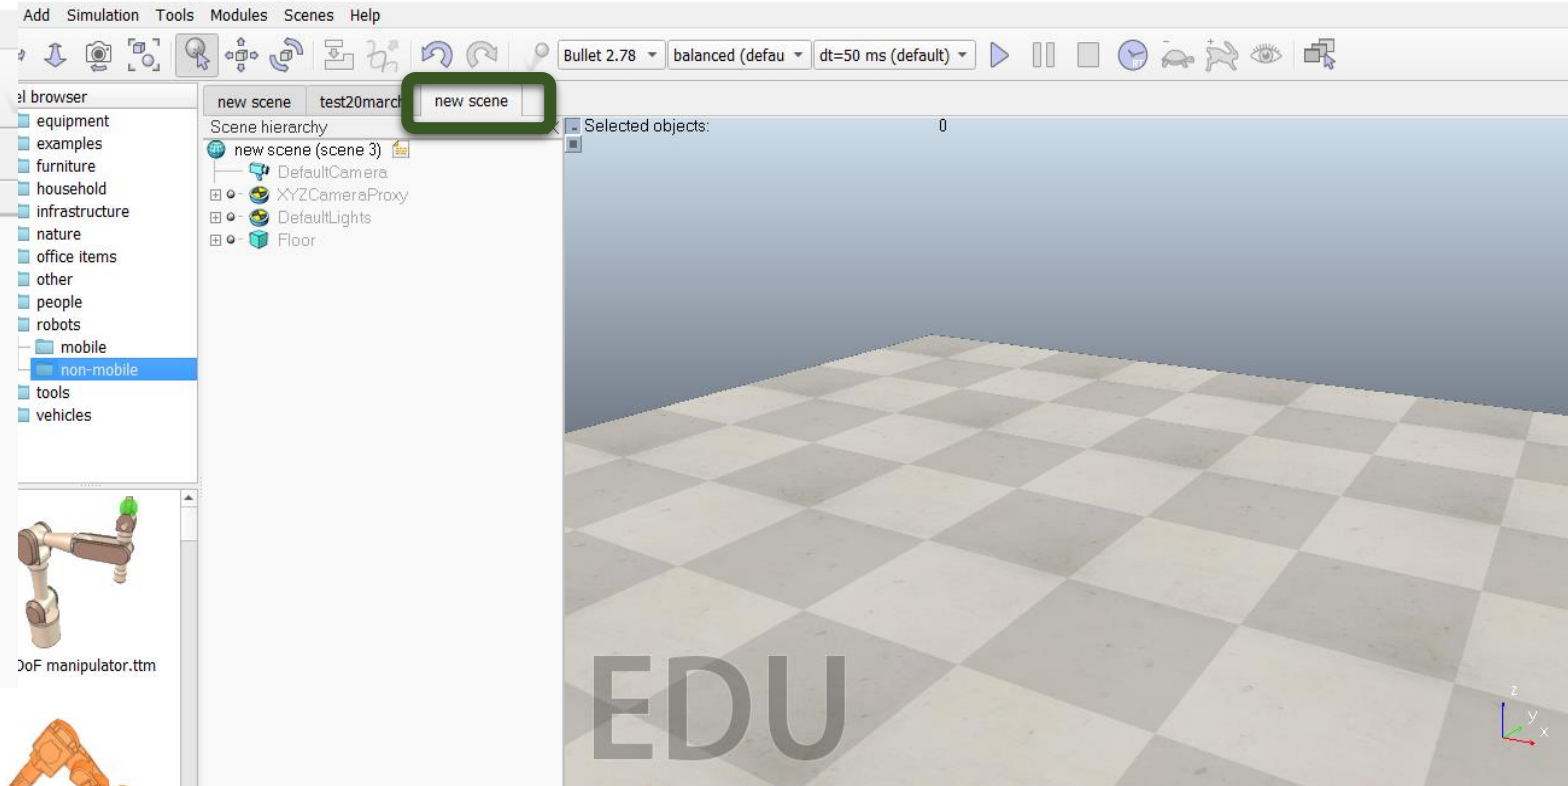 Add Simulation Tools Modules Scenes Help
Bullet 2.78 balanced (defau dt=50 ms (default)
el browser
equipment
examples
furniture
household
infrastructure
nature
office items
other
people
robots
mobile
non-mobile
tools
vehicles
DoF manipulator.ttm
new scene test20march new scene
Scene hierarchy
new scene (scene 3)
DefaultCamera
XYZCameraProxy
DefaultLights
Floor
Selected objects: 0
EDU
z
y
x